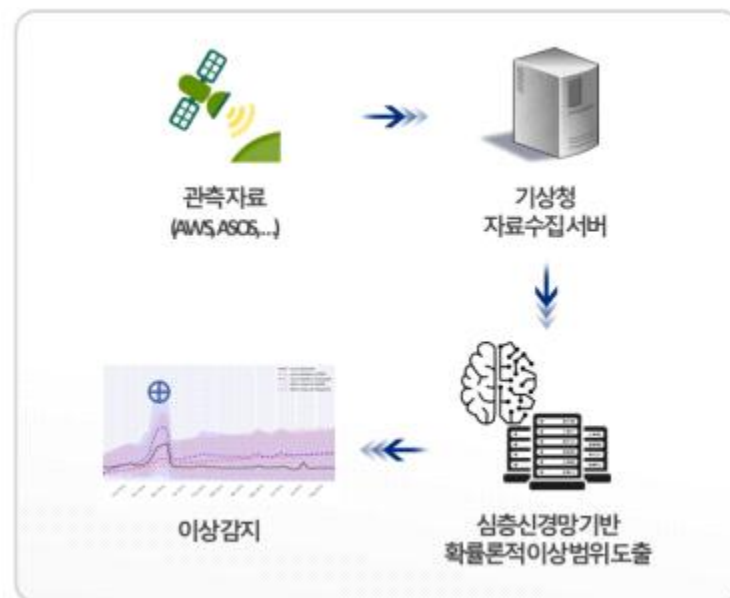 관측자료
(AWS, ASOS, ...)
기상청
자료수집 서버
이상감지
심층신경망 기반
확률론적 이상 범위 도출